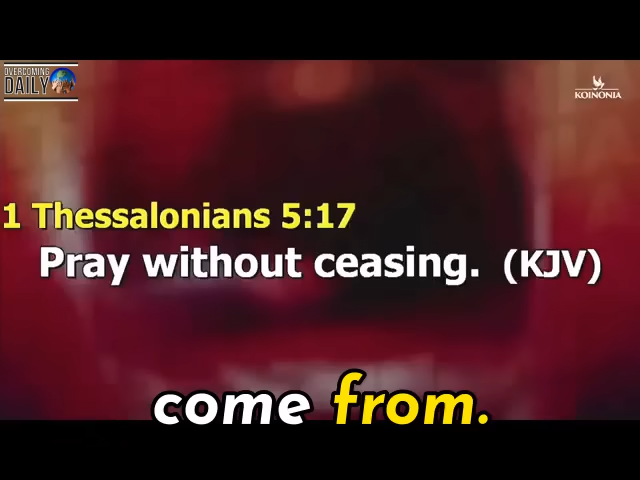 OVERCOMING
DAILY
KOINONIA
1 Thessalonians 5:17
Pray without ceasing. (KJV)
come from.